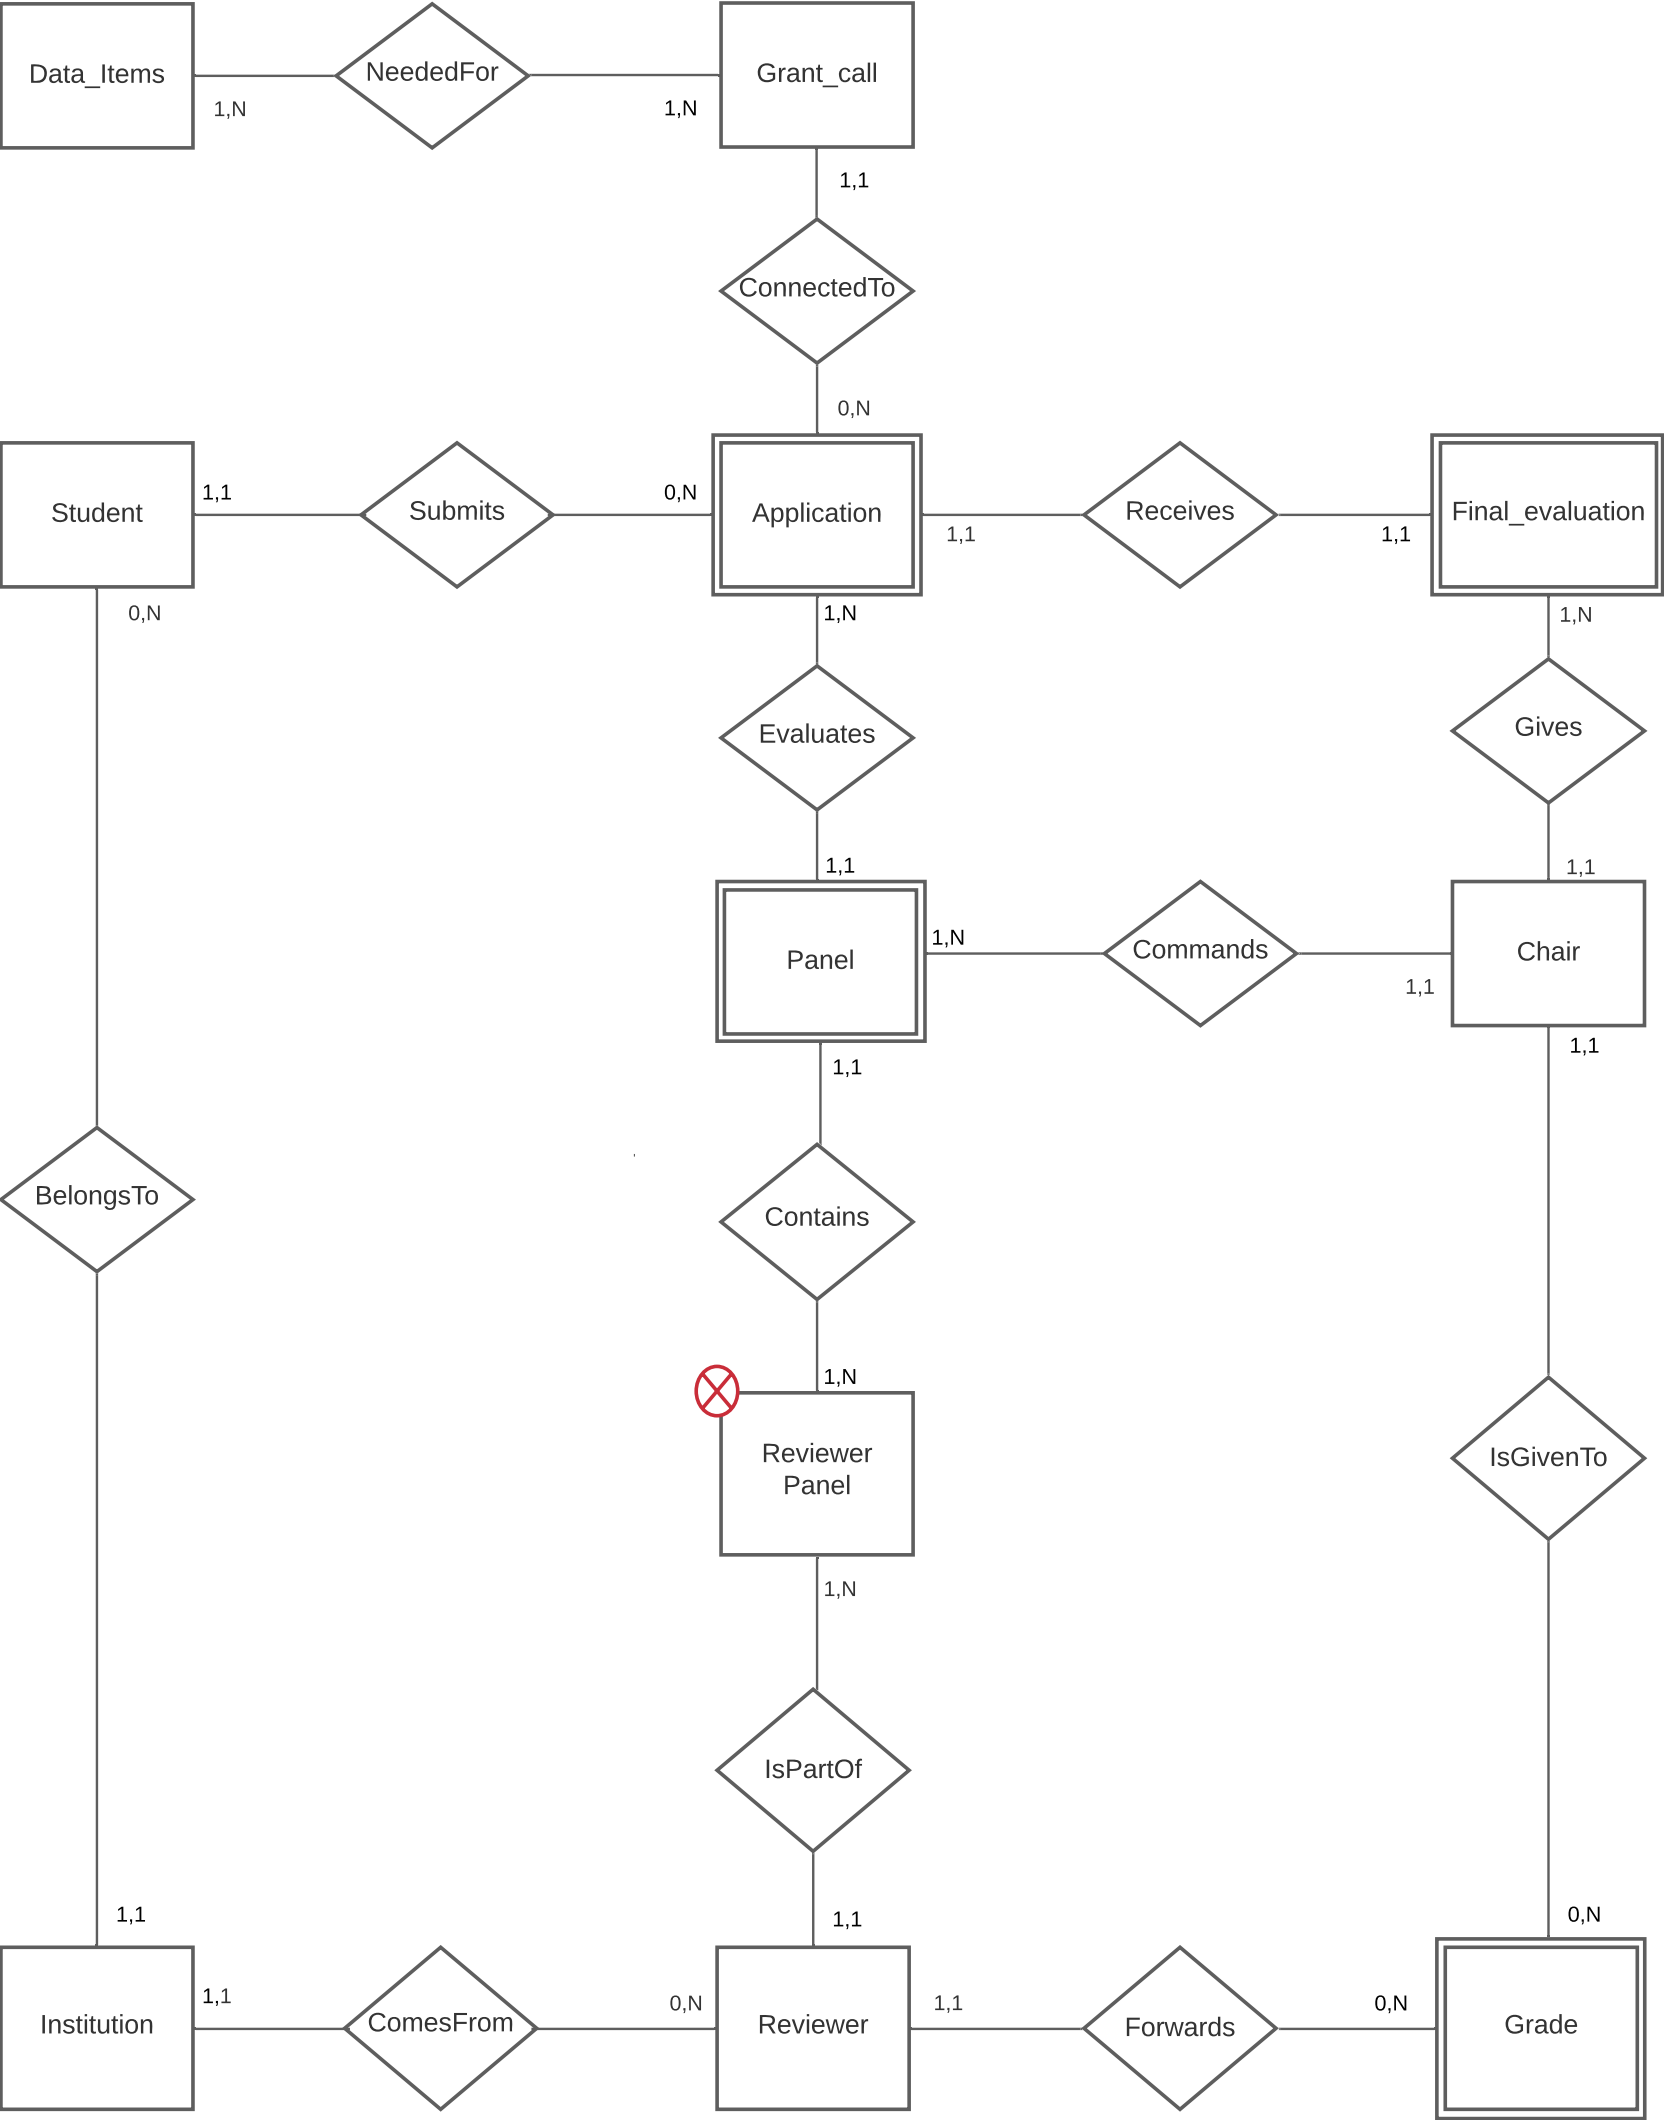 Data_Items
NeededFor
Grant_call
1,N
1,N
1,1
ConnectedTo
0,N
Student
1,1
Submits
0,N
Application
1,1
Receives
1,1
Final_evaluation
0,N
1,N
1,N
Evaluates
Gives
1,1
1,1
Panel
1,N
Commands
1,1
Chair
1,1
1,1
BelongsTo
Contains
1,N
Reviewer
Panel
IsGivenTo
1,N
IsPartOf
1,1
1,1
0,N
Institution
1,1
ComesFrom
0,N
Reviewer
1,1
Forwards
0,N
Grade